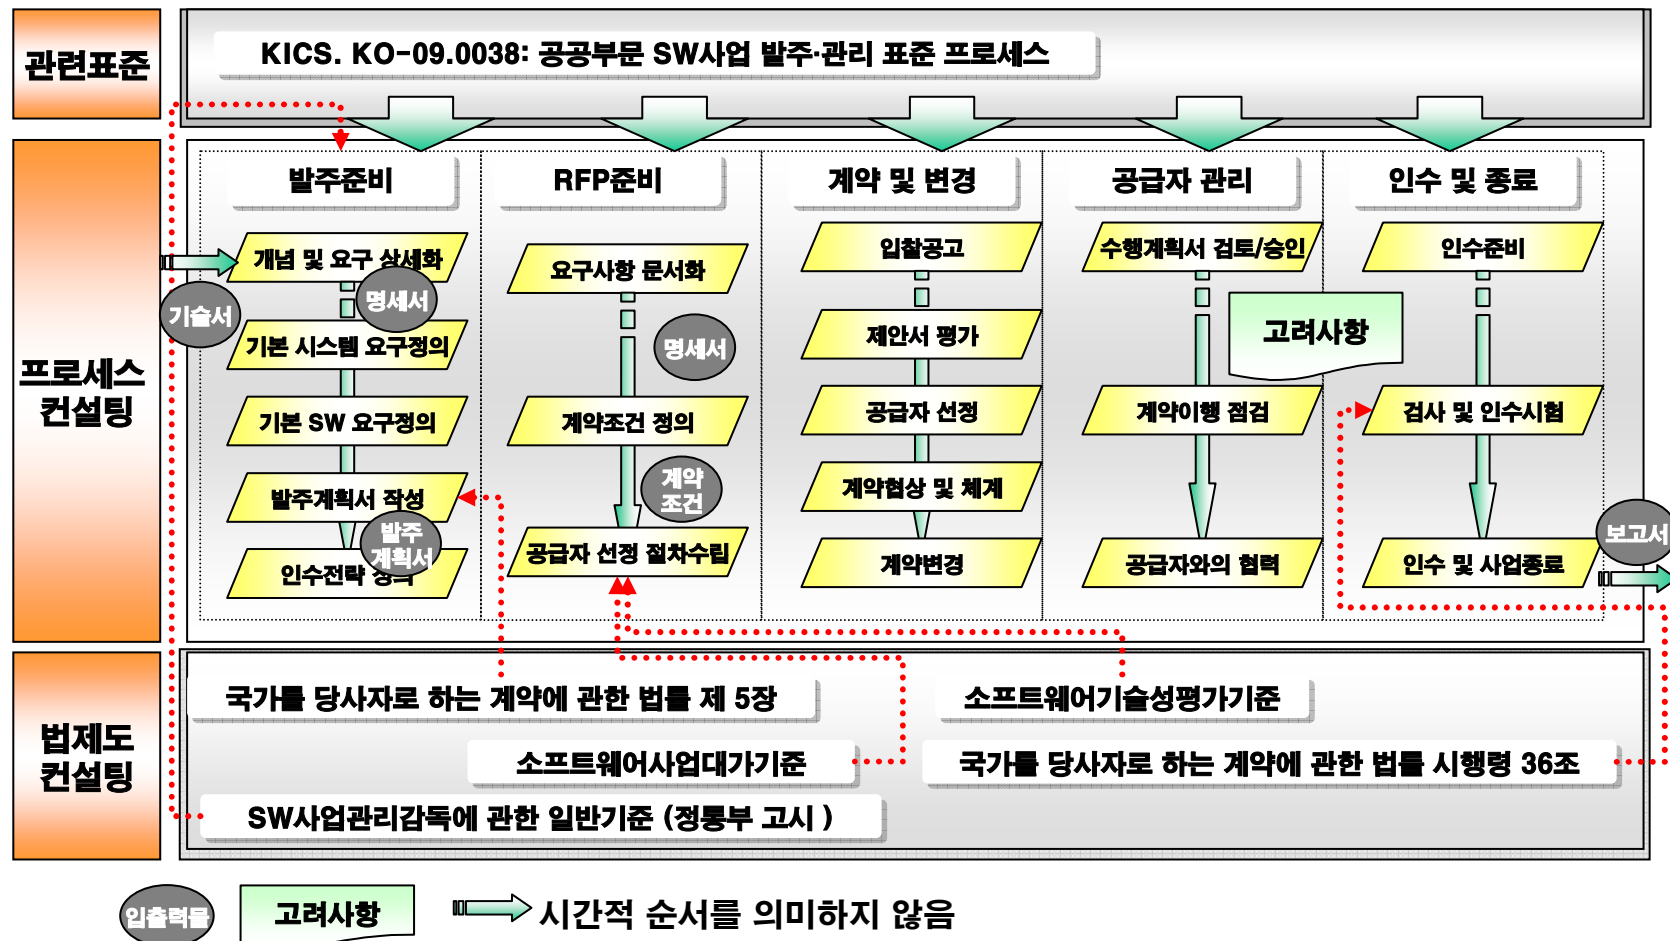 관련표준
KICS. KO-09.0038: 공공부문 SW사업 발주·관리 표준 프로세스
프로세스
컨설팅
발주준비
개념 및 요구 상세화
기술서
명세서
기본 시스템 요구정의
기본 SW 요구정의
발주계획서 작성
발주
계획서
인수전략 정의
RFP준비
요구사항 문서화
명세서
계약조건 정의
계약
조건
공급자 선정 절차수립
계약 및 변경
입찰공고
제안서 평가
공급자 선정
계약협상 및 체계
계약변경
공급자 관리
수행계획서 검토/승인
고려사항
계약이행 점검
공급자와의 협력
인수 및 종료
인수준비
검사 및 인수시험
인수 및 사업종료
보고서
법제도
컨설팅
국가를 당사자로 하는 계약에 관한 법률 제 5장
소프트웨어기술성평가기준
소프트웨어사업대가기준
국가를 당사자로 하는 계약에 관한 법률 시행령 36조
SW사업관리감독에 관한 일반기준 (정통부 고시 )
입출력물
고려사항
시간적 순서를 의미하지 않음